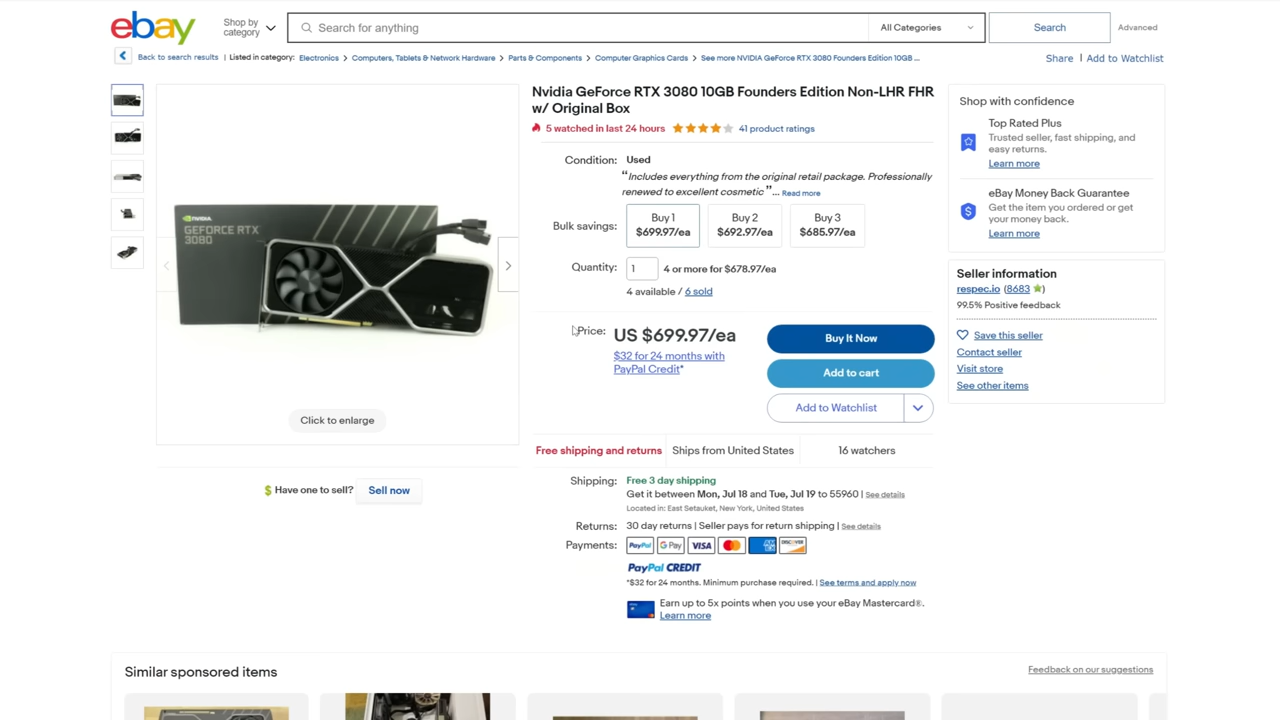 ebay
Shop by
category
Search for anything
All Categories
Search
Advanced
Back to search results | Listed in category: Electronics > Computers, Tablets & Network Hardware > Parts & Components > Computer Graphics Cards > See more NVIDIA GeForce RTX 3080 Founders Edition 10GB ...
Share | Add to Watchlist
NVIDIA.
GEFORCE RTX
3080
Click to enlarge
$ Have one to sell? Sell now
Nvidia GeForce RTX 3080 10GB Founders Edition Non-LHR FHR
w/ Original Box
5 watched in last 24 hours 41 product ratings
Condition: Used
“Includes everything from the original retail package. Professionally
renewed to excellent cosmetic ”... Read more
Bulk savings:
Buy 1
$699.97/ea
Buy 2
$692.97/ea
Buy 3
$685.97/ea
Quantity: 1 4 or more for $678.97/ea
4 available / 6 sold
Price: US $699.97/ea
$32 for 24 months with
PayPal Credit*
Buy It Now
Add to cart
Add to Watchlist
Free shipping and returns
Ships from United States
16 watchers
Shipping: Free 3 day shipping
Get it between Mon, Jul 18 and Tue, Jul 19 to 55960 | See details
Located in: East Setauket, New York, United States
Returns: 30 day returns | Seller pays for return shipping | See details
Payments: PayPal G Pay VISA mastercard AM EX DISCOVER
PayPal CREDIT
*$32 for 24 months. Minimum purchase required. | See terms and apply now
Earn up to 5x points when you use your eBay Mastercard®.
Learn more
Shop with confidence
Top Rated Plus
Trusted seller, fast shipping, and
easy returns.
Learn more
eBay Money Back Guarantee
Get the item you ordered or get
your money back.
Learn more
Seller information
respec.io (8683)
99.5% Positive feedback
Save this seller
Contact seller
Visit store
See other items
Similar sponsored items
Feedback on our suggestions